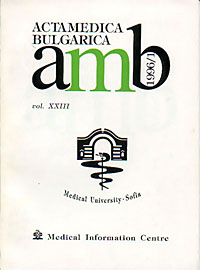 ACTAMEDICA
BULGARICA
amb
1996/1
vol. XXIII
Medical University - Sofia
Medical Information Centre